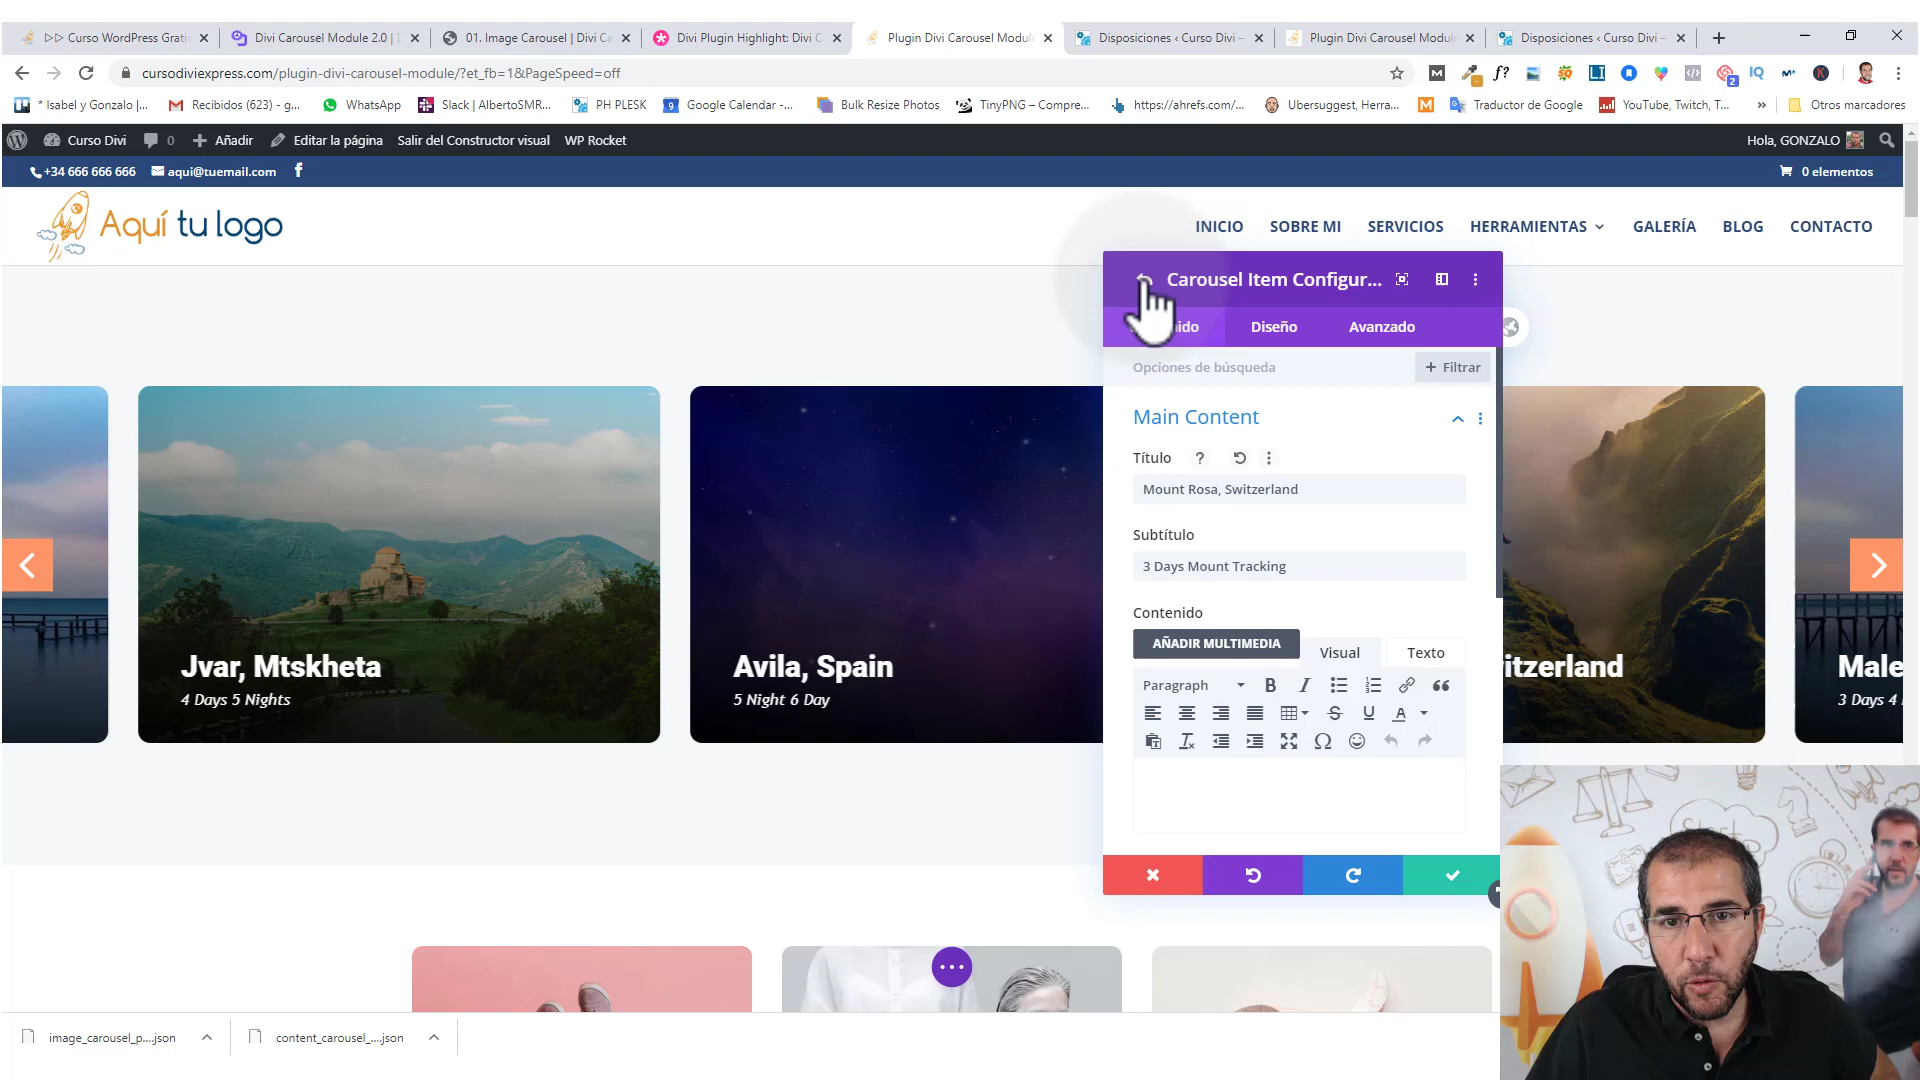 ▷▷ Curso WordPress Grati
Divi Carousel Module 2.0 | D
01. Image Carousel | Divi Ca
Divi Plugin Highlight: Divi C
Plugin Divi Carousel Module
Disposiciones ‹ Curso Divi —
Plugin Divi Carousel Module
Disposiciones ‹ Curso Divi —
cursodiviexpress.com/plugin-divi-carousel-module/?et_fb=1&PageSpeed=off
* Isabel y Gonzalo |...
Recibidos (623) - g...
WhatsApp
Slack | AlbertoSMR...
PH PLESK
Google Calendar -...
Bulk Resize Photos
TinyPNG – Compre...
https://ahrefs.com/...
Ubersuggest, Herra...
Traductor de Google
YouTube, Twitch, T...
»
Otros marcadores
Curso Divi
0
Añadir
Editar la página
Salir del Constructor visual
WP Rocket
Hola, GONZALO
+34 666 666 666
aqui@tuemail.com
0 elementos
Aquí tu logo
INICIO
SOBRE MI
SERVICIOS
HERRAMIENTAS
GALERÍA
BLOG
CONTACTO
Carousel Item Configur...
Diseño
Avanzado
Opciones de búsqueda
+ Filtrar
Main Content
Título
Mount Rosa, Switzerland
Subtítulo
3 Days Mount Tracking
Contenido
AÑADIR MULTIMEDIA
Visual
Texto
Paragraph
Jvar, Mtskheta
4 Days 5 Nights
Avila, Spain
5 Night 6 Day
itzerland
Male
3 Days 4
image_carousel_p....json
content_carousel_....json